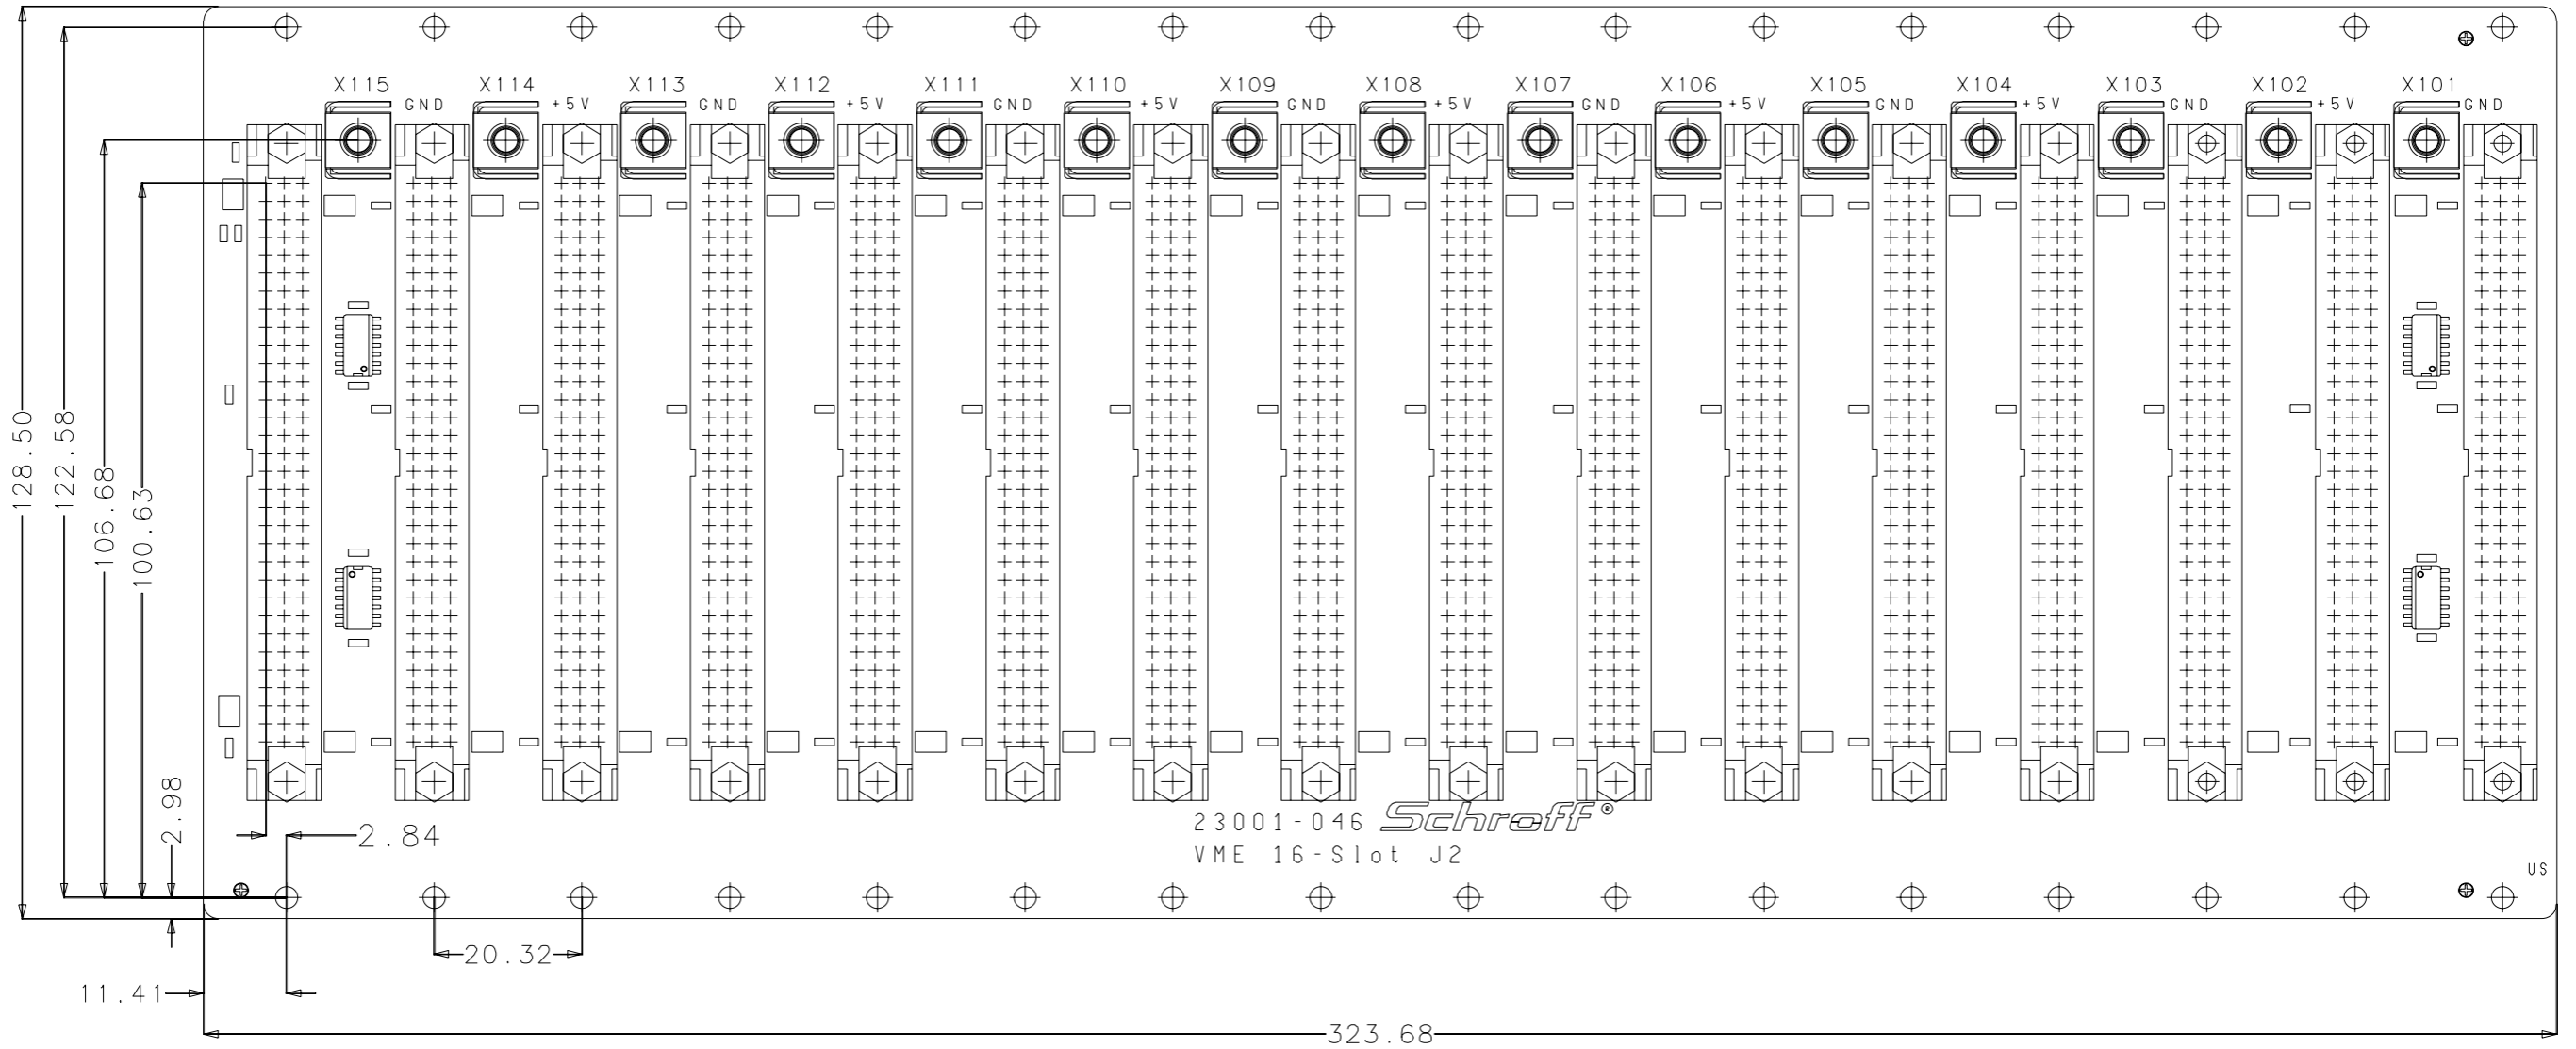 X115 X114 X113 X112 X111 X110 X109 X108 X107 X106 X105 X104 X103 X102 X101
GND +5V GND +5V GND +5V GND +5V GND +5V GND +5V GND +5V GND
128.50
122.58
106.68
100.63
2.98
2.84
23001-046 Schroff®
VME 16-Slot J2
US
20.32
11.41
323.68